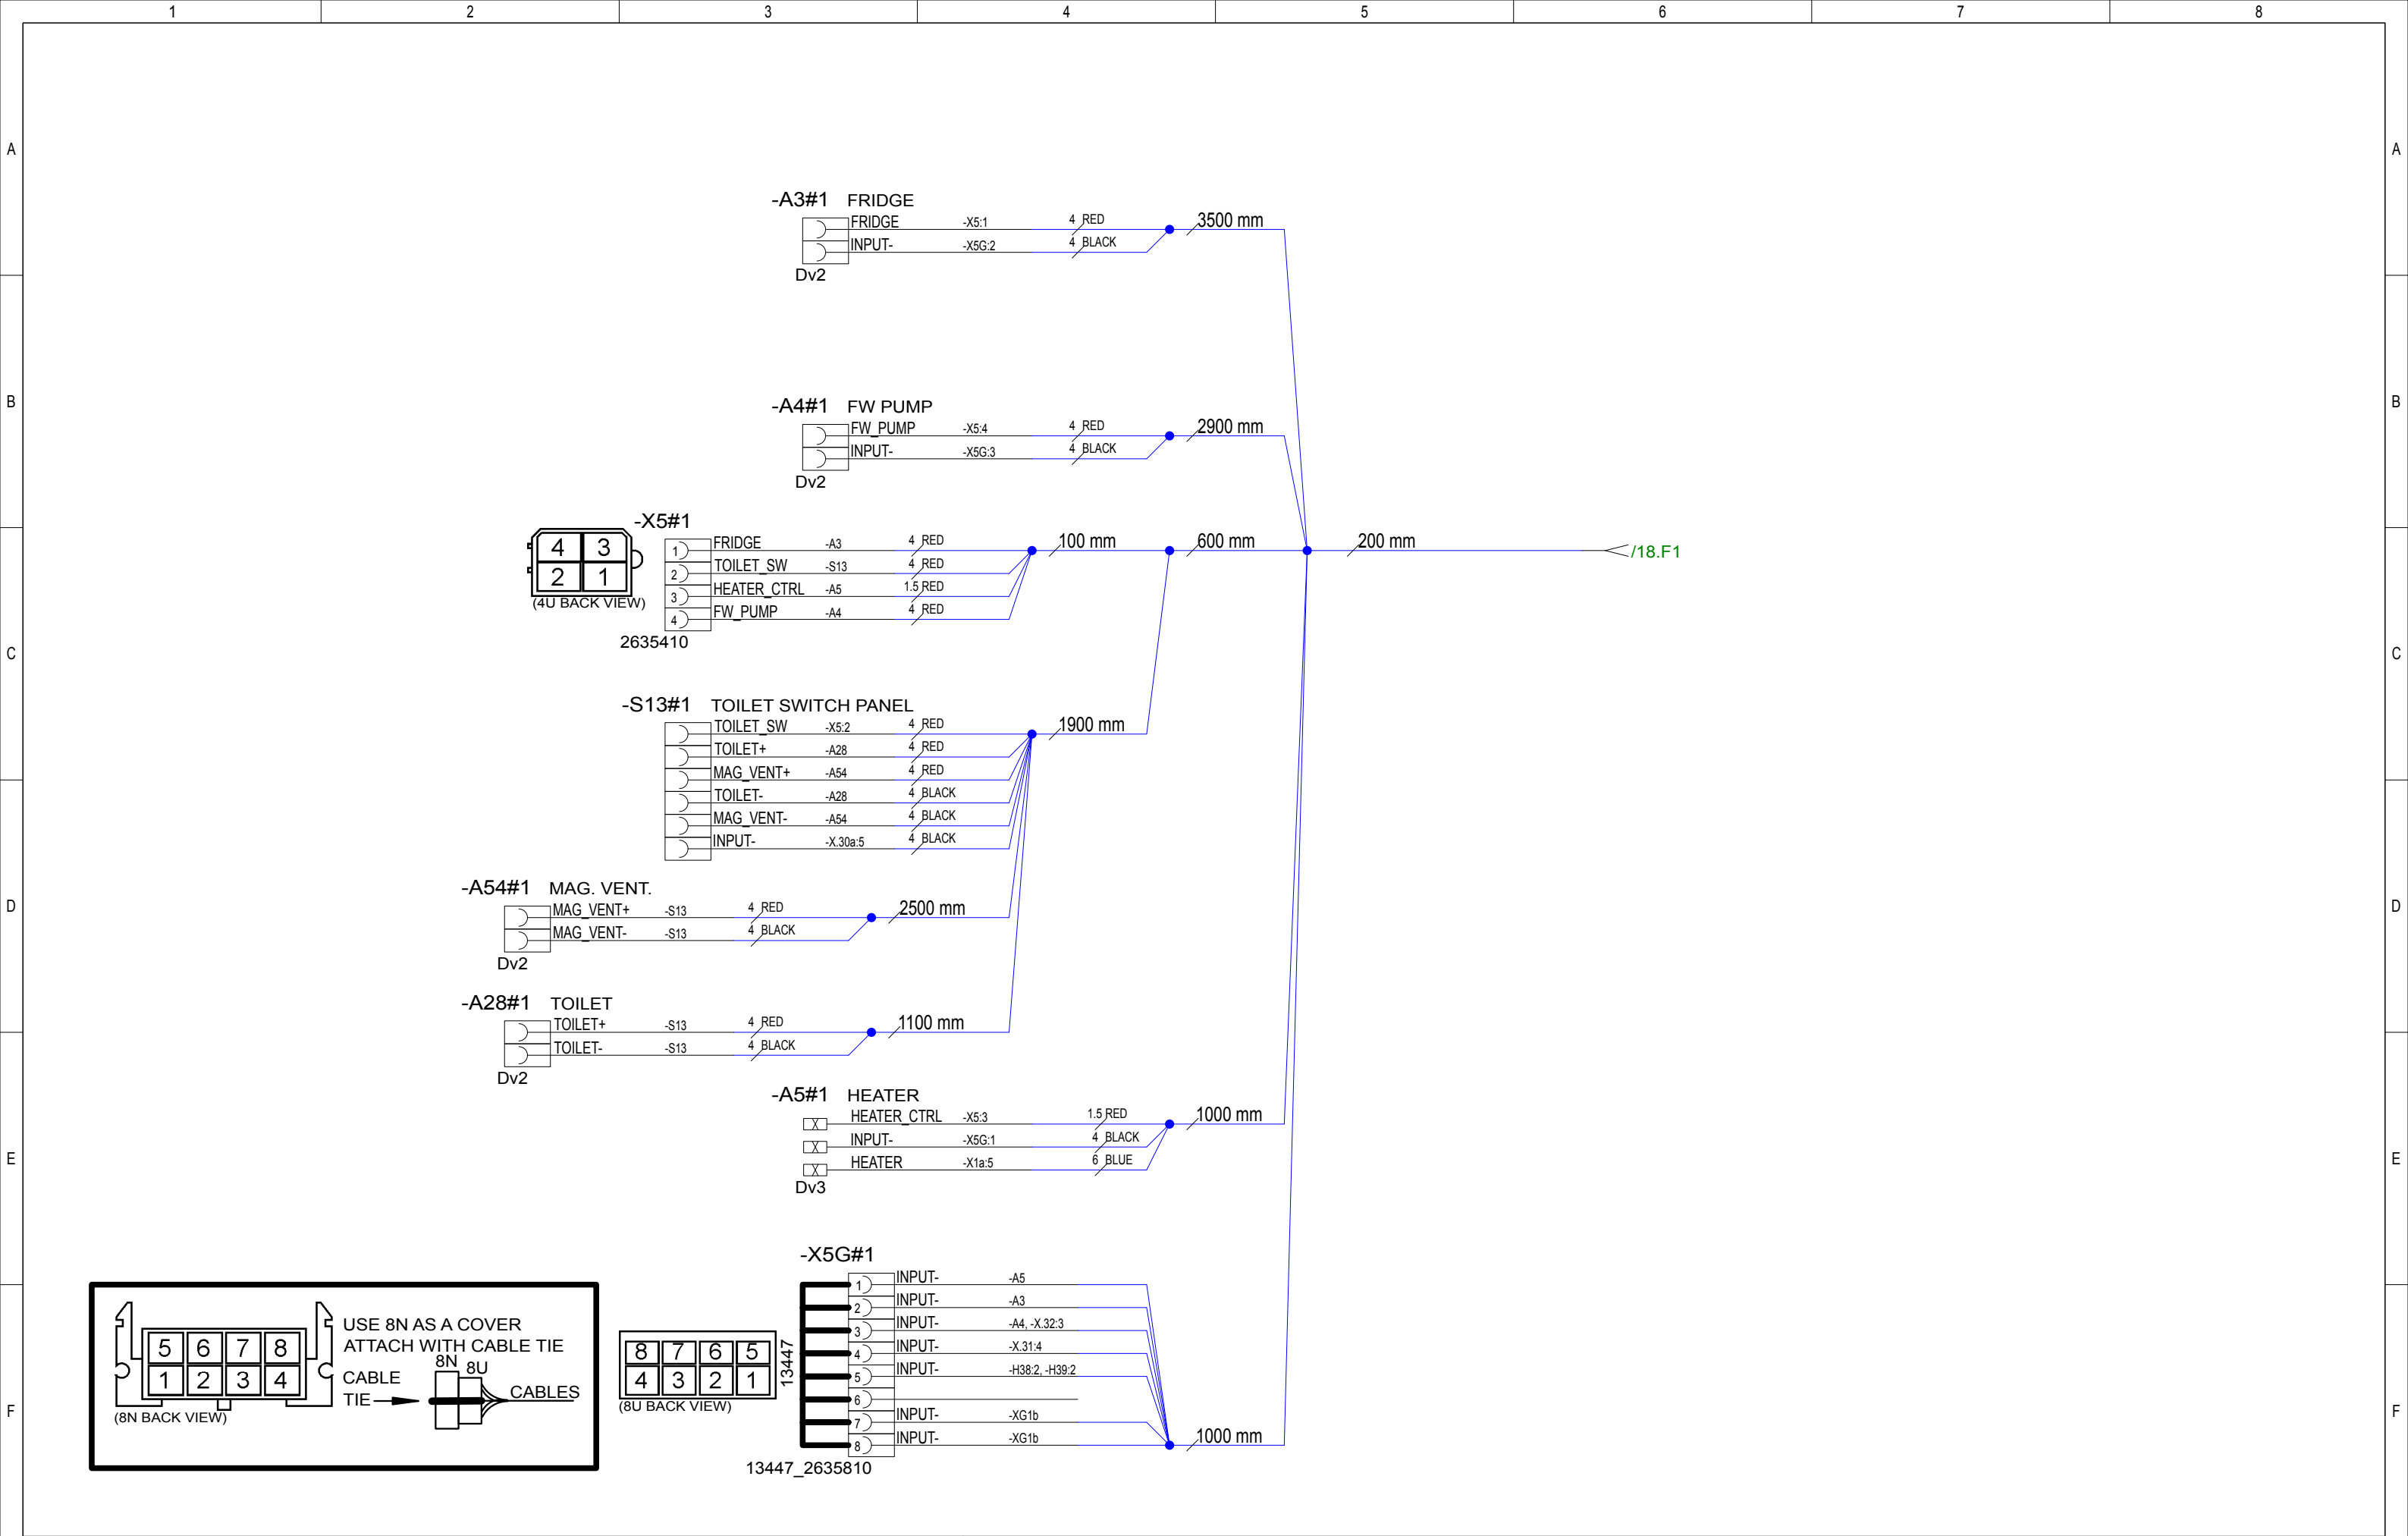 1 2 3 4 5 6 7 8
A A
-A3#1 FRIDGE
FRIDGE -X5:1 4 RED 3500 mm
INPUT- -X5G:2 4 BLACK
Dv2
B B
-A4#1 FW PUMP
FW_PUMP -X5:4 4 RED 2900 mm
INPUT- -X5G:3 4 BLACK
Dv2
-X5#1
4 3
2 1
(4U BACK VIEW)
1 FRIDGE -A3 4 RED 100 mm 600 mm 200 mm /18.F1
2 TOILET_SW -S13 4 RED
3 HEATER_CTRL -A5 1.5 RED
4 FW_PUMP -A4 4 RED
2635410
C C
-S13#1 TOILET SWITCH PANEL
TOILET_SW -X5:2 4 RED 1900 mm
TOILET+ -A28 4 RED
MAG_VENT+ -A54 4 RED
TOILET- -A28 4 BLACK
MAG_VENT- -A54 4 BLACK
INPUT- -X.30a:5 4 BLACK
-A54#1 MAG. VENT.
D D
MAG_VENT+ -S13 4 RED 2500 mm
MAG_VENT- -S13 4 BLACK
Dv2
-A28#1 TOILET
TOILET+ -S13 4 RED 1100 mm
TOILET- -S13 4 BLACK
Dv2
-A5#1 HEATER
HEATER_CTRL -X5:3 1.5 RED 1000 mm
INPUT- -X5G:1 4 BLACK
HEATER -X1a:5 6 BLUE
Dv3
E E
-X5G#1
1 INPUT- -A5
2 INPUT- -A3
3 INPUT- -A4, -X.32:3
4 INPUT- -X.31:4
5 INPUT- -H38:2, -H39:2
6
7 INPUT- -XG1b
8 INPUT- -XG1b 1000 mm
13447
13447_2635810
8 7 6 5
4 3 2 1
(8U BACK VIEW)
5 6 7 8
1 2 3 4
(8N BACK VIEW)
USE 8N AS A COVER
ATTACH WITH CABLE TIE
8N 8U
CABLE
TIE
CABLES
F F